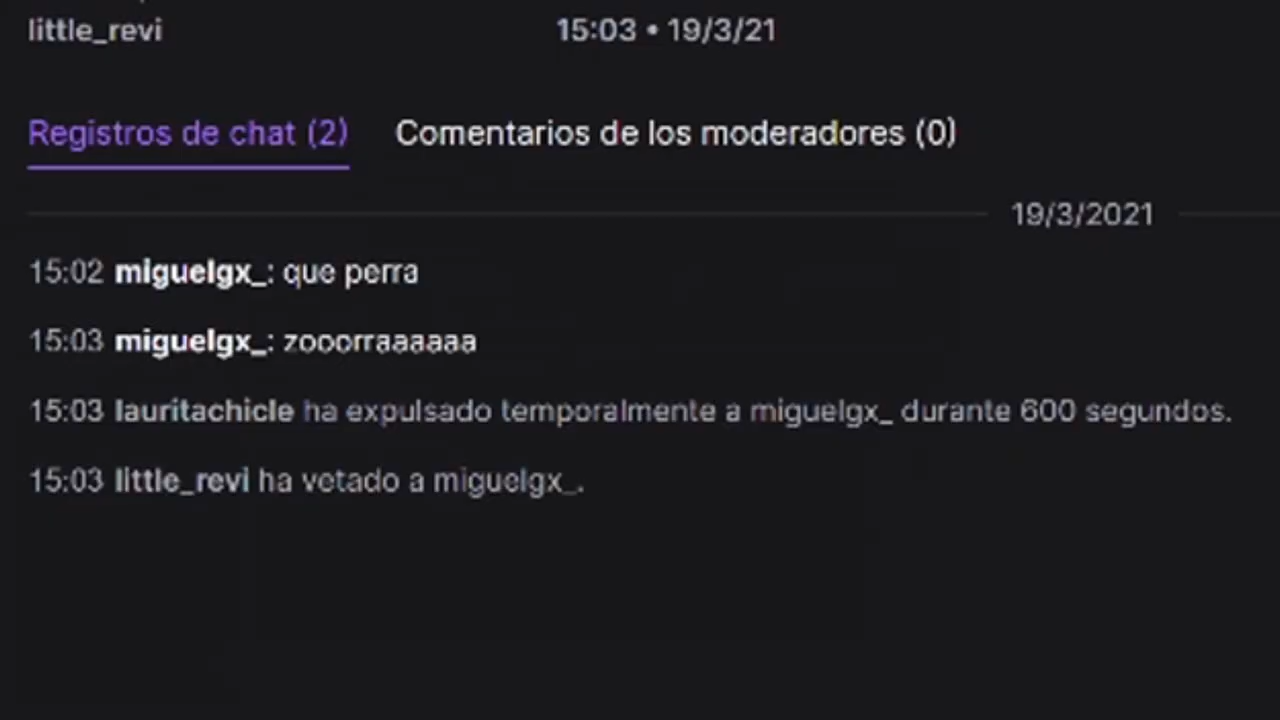 little_revi 15:03 • 19/3/21
Registros de chat (2) Comentarios de los moderadores (0)
19/3/2021
15:02 miguelgx_: que perra
15:03 miguelgx_: zooorraaaaaa
15:03 lauritachicle ha expulsado temporalmente a miguelgx_ durante 600 segundos.
15:03 little_revi ha vetado a miguelgx_.